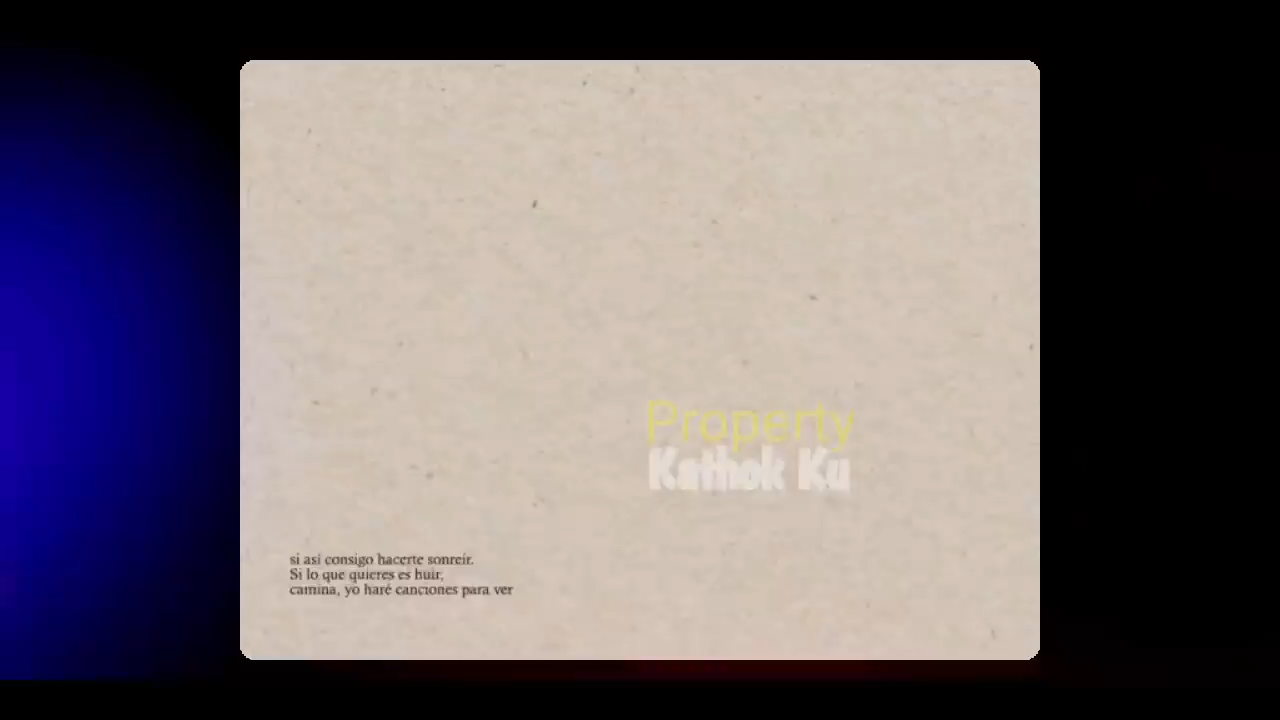 Property
Kathok Ku
si así consigo hacerte sonreír.
Si lo que quieres es huir,
camina, yo haré canciones para ver